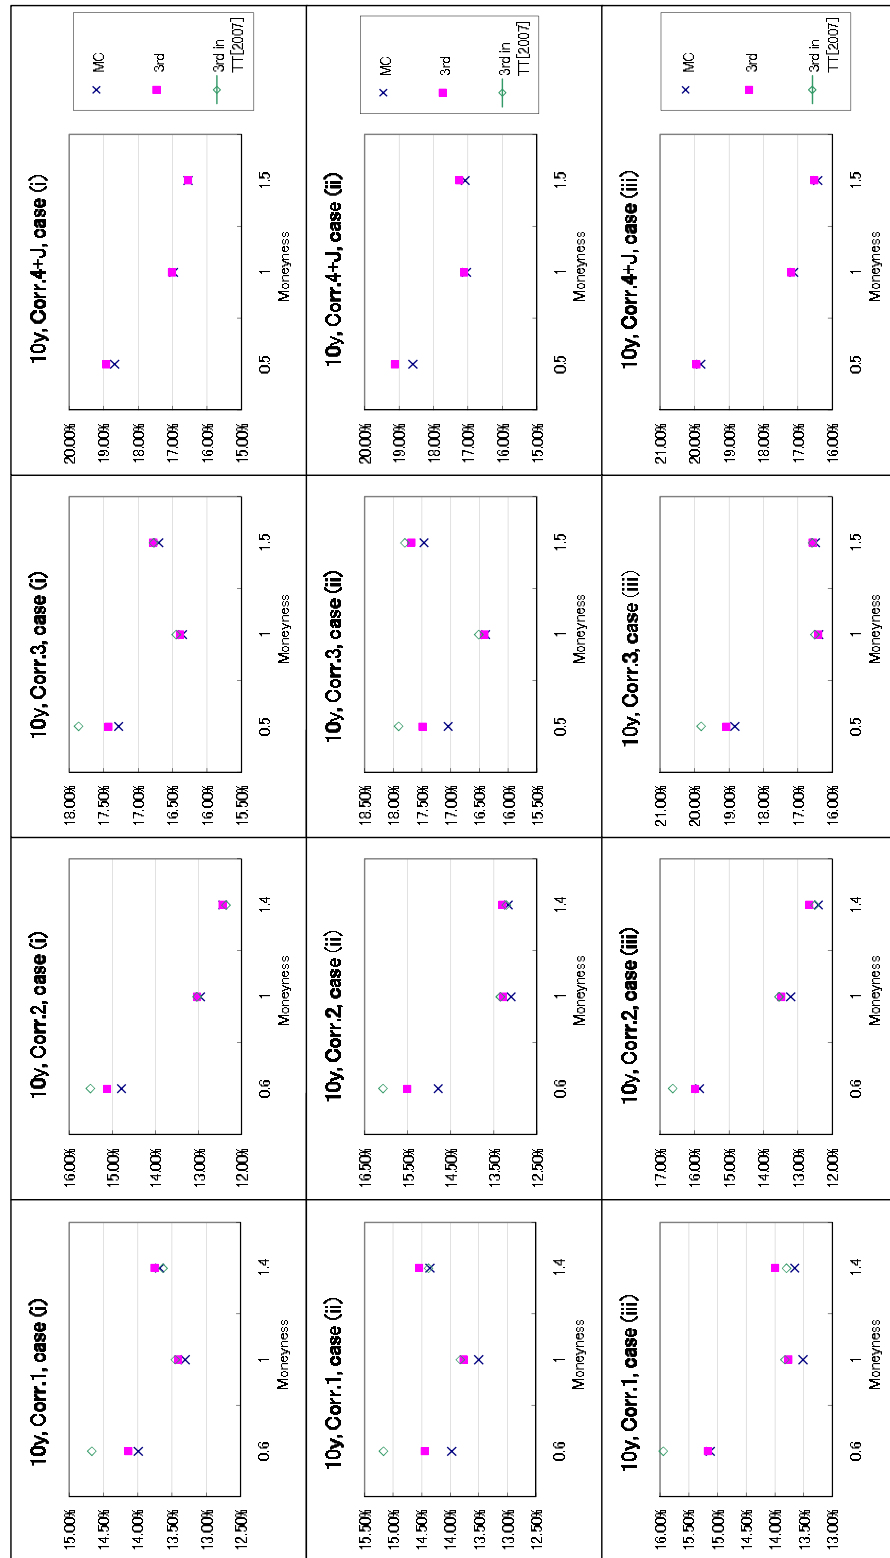 10y, Corr.1, case (i)
15.00%
14.50%
14.00%
13.50%
13.00%
12.50%
0.6 1 1.4
Moneyness
10y, Corr.2, case (i)
16.00%
15.00%
14.00%
13.00%
12.00%
0.6 1 1.4
Moneyness
10y, Corr.3, case (i)
18.00%
17.50%
17.00%
16.50%
16.00%
15.50%
0.5 1 1.5
Moneyness
10y, Corr.4+J, case (i)
20.00%
19.00%
18.00%
17.00%
16.00%
15.00%
0.5 1 1.5
Moneyness
MC
3rd
3rd in
TT[2007]
10y, Corr.1, case (ii)
15.50%
15.00%
14.50%
14.00%
13.50%
13.00%
12.50%
0.6 1 1.4
Moneyness
10y, Corr.2, case (ii)
16.50%
15.50%
14.50%
13.50%
12.50%
0.6 1 1.4
Moneyness
10y, Corr.3, case (ii)
18.50%
18.00%
17.50%
17.00%
16.50%
16.00%
15.50%
0.5 1 1.5
Moneyness
10y, Corr.4+J, case (ii)
20.00%
19.00%
18.00%
17.00%
16.00%
15.00%
0.5 1 1.5
Moneyness
MC
3rd
3rd in
TT[2007]
10y, Corr.1, case (iii)
16.00%
15.50%
15.00%
14.50%
14.00%
13.50%
13.00%
0.6 1 1.4
Moneyness
10y, Corr.2, case (iii)
17.00%
16.00%
15.00%
14.00%
13.00%
12.00%
0.6 1 1.4
Moneyness
10y, Corr.3, case (iii)
21.00%
20.00%
19.00%
18.00%
17.00%
16.00%
0.5 1 1.5
Moneyness
10y, Corr.4+J, case (iii)
21.00%
20.00%
19.00%
18.00%
17.00%
16.00%
0.5 1 1.5
Moneyness
MC
3rd
3rd in
TT[2007]